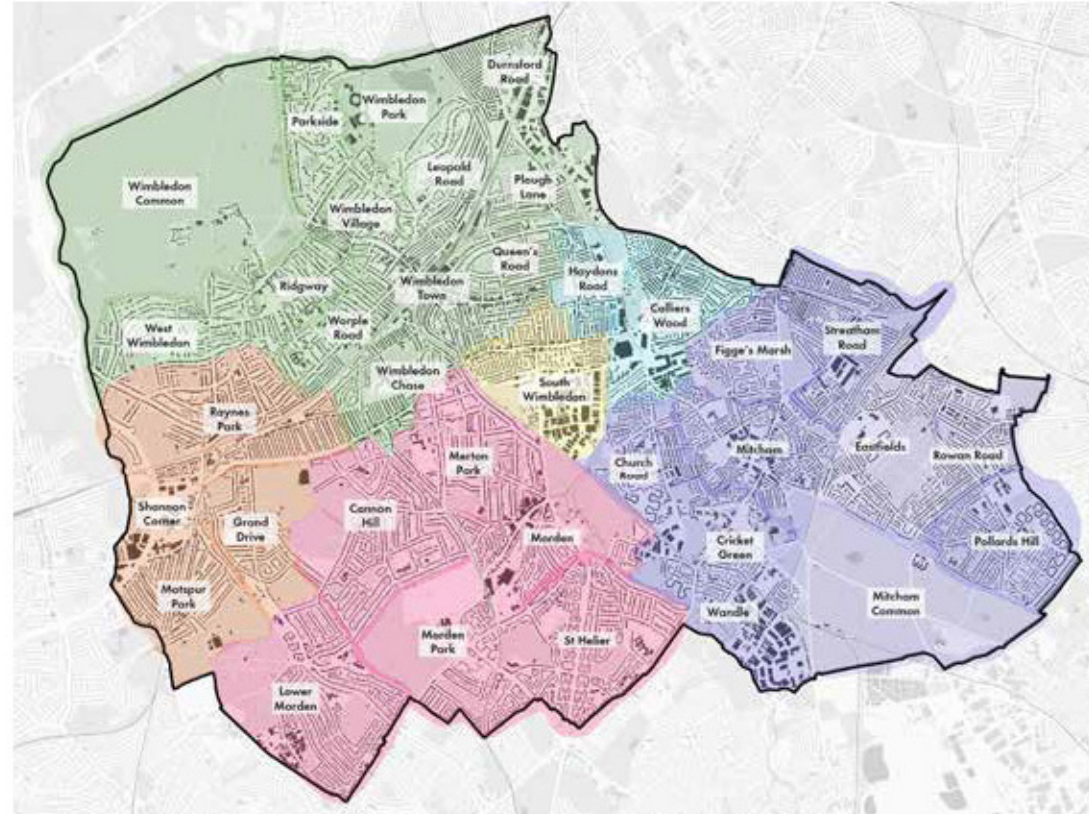 Durnsford
Road
Parkside
Wimbledon
Park
Leopold
Road
Plough
Lane
Wimbledon
Common
Wimbledon
Village
Queen's
Road
Haydons
Road
Ridgway
Wimbledon
Town
Colliers
Wood
West
Wimbledon
Worple
Road
Streatham
Road
Figge's Marsh
Wimbledon
Chase
South
Wimbledon
Raynes
Park
Merton
Park
Church
Road
Mitcham
Eastfields
Rowan Road
Shannon
Corner
Grand
Drive
Cannon
Hill
Morden
Cricket
Green
Pollards Hill
Motspur
Park
Wandle
Mitcham
Common
Morden
Park
St Helier
Lower
Morden